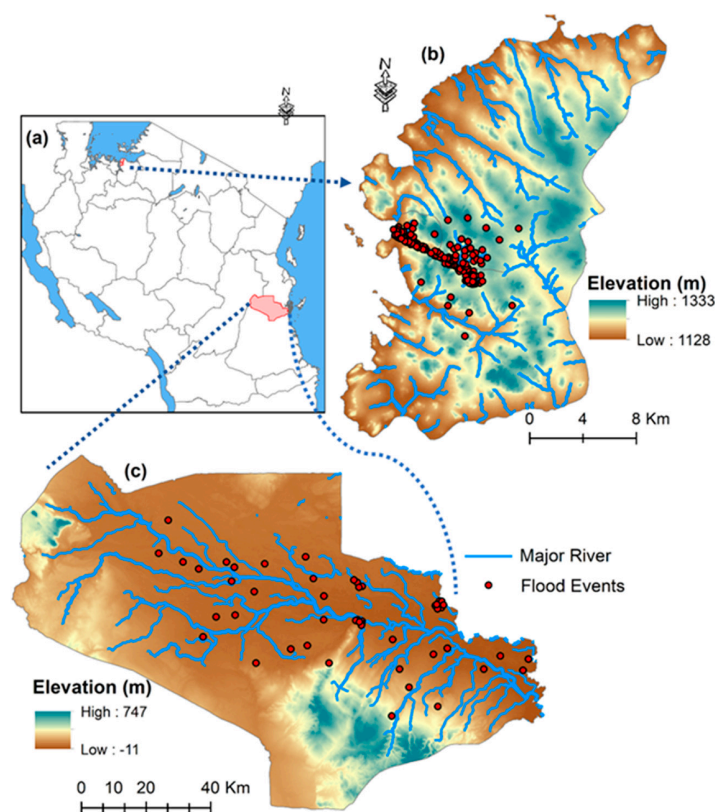 (a)
N
(b)
N
Elevation (m)
High : 1333
Low : 1128
0 4 8 Km
(c)
Major River
Flood Events
Elevation (m)
High : 747
Low : -11
0 10 20 40 Km